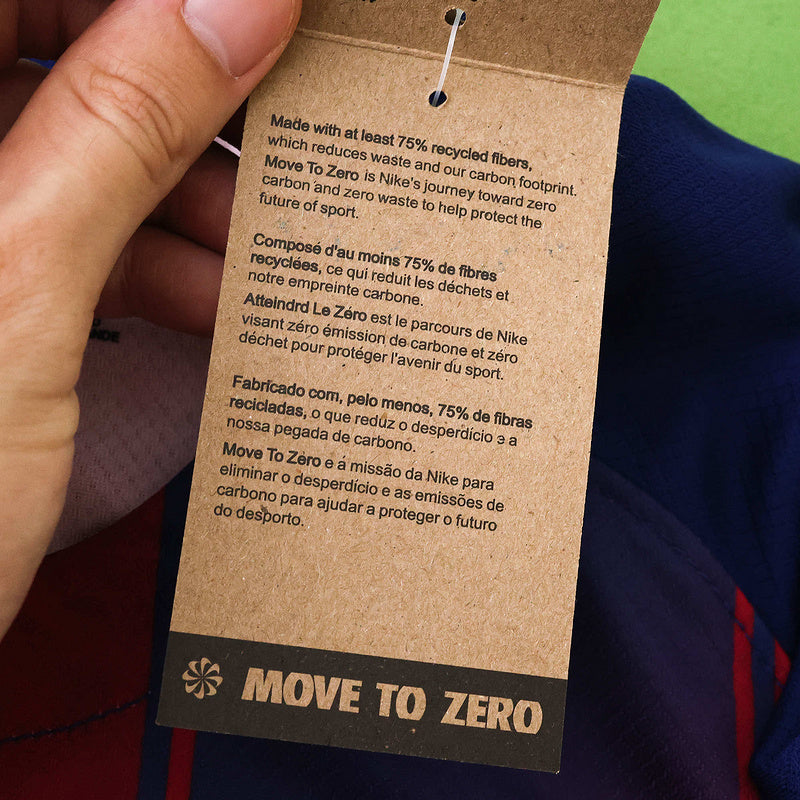 Made with at least 75% recycled fibers,
which reduces waste and our carbon footprint.
Move To Zero is Nike's journey toward zero
carbon and zero waste to help protect the
future of sport.
Composé d'au moins 75% de fibres
recyclées, ce qui reduit les déchets et
notre empreinte carbone.
Atteindrd Le Zéro est le parcours de Nike
visant zéro émission de carbone et zéro
déchet pour protéger l'avenir du sport.
Fabricado com, pelo menos, 75% de fibras
recicladas, o que reduz o desperdício e a
nossa pegada de carbono.
Move To Zero e a missão da Nike para
eliminar o desperdício e as emissões de
carbono para ajudar a proteger o futuro
do desporto.
MOVE TO ZERO